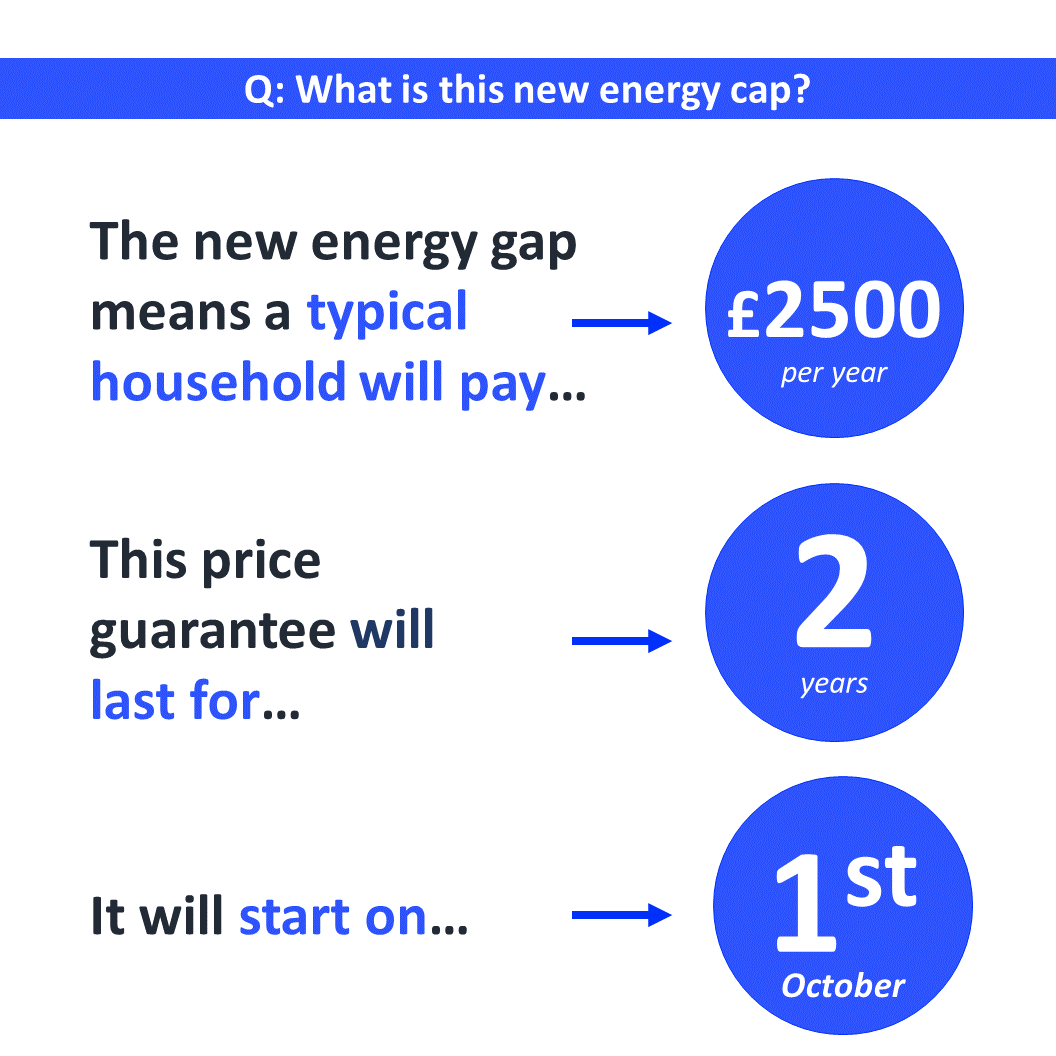 Q: What is this new energy cap?
The new energy gap
means a typical
household will pay...
£2500
per year
This price
guarantee will
last for...
2
years
It will start on...
1st
October